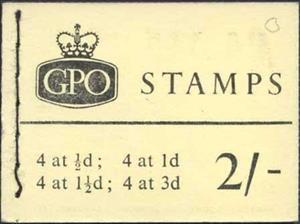 GPO STAMPS
4 at ½d; 4 at 1d
4 at 1½d; 4 at 3d 2/-